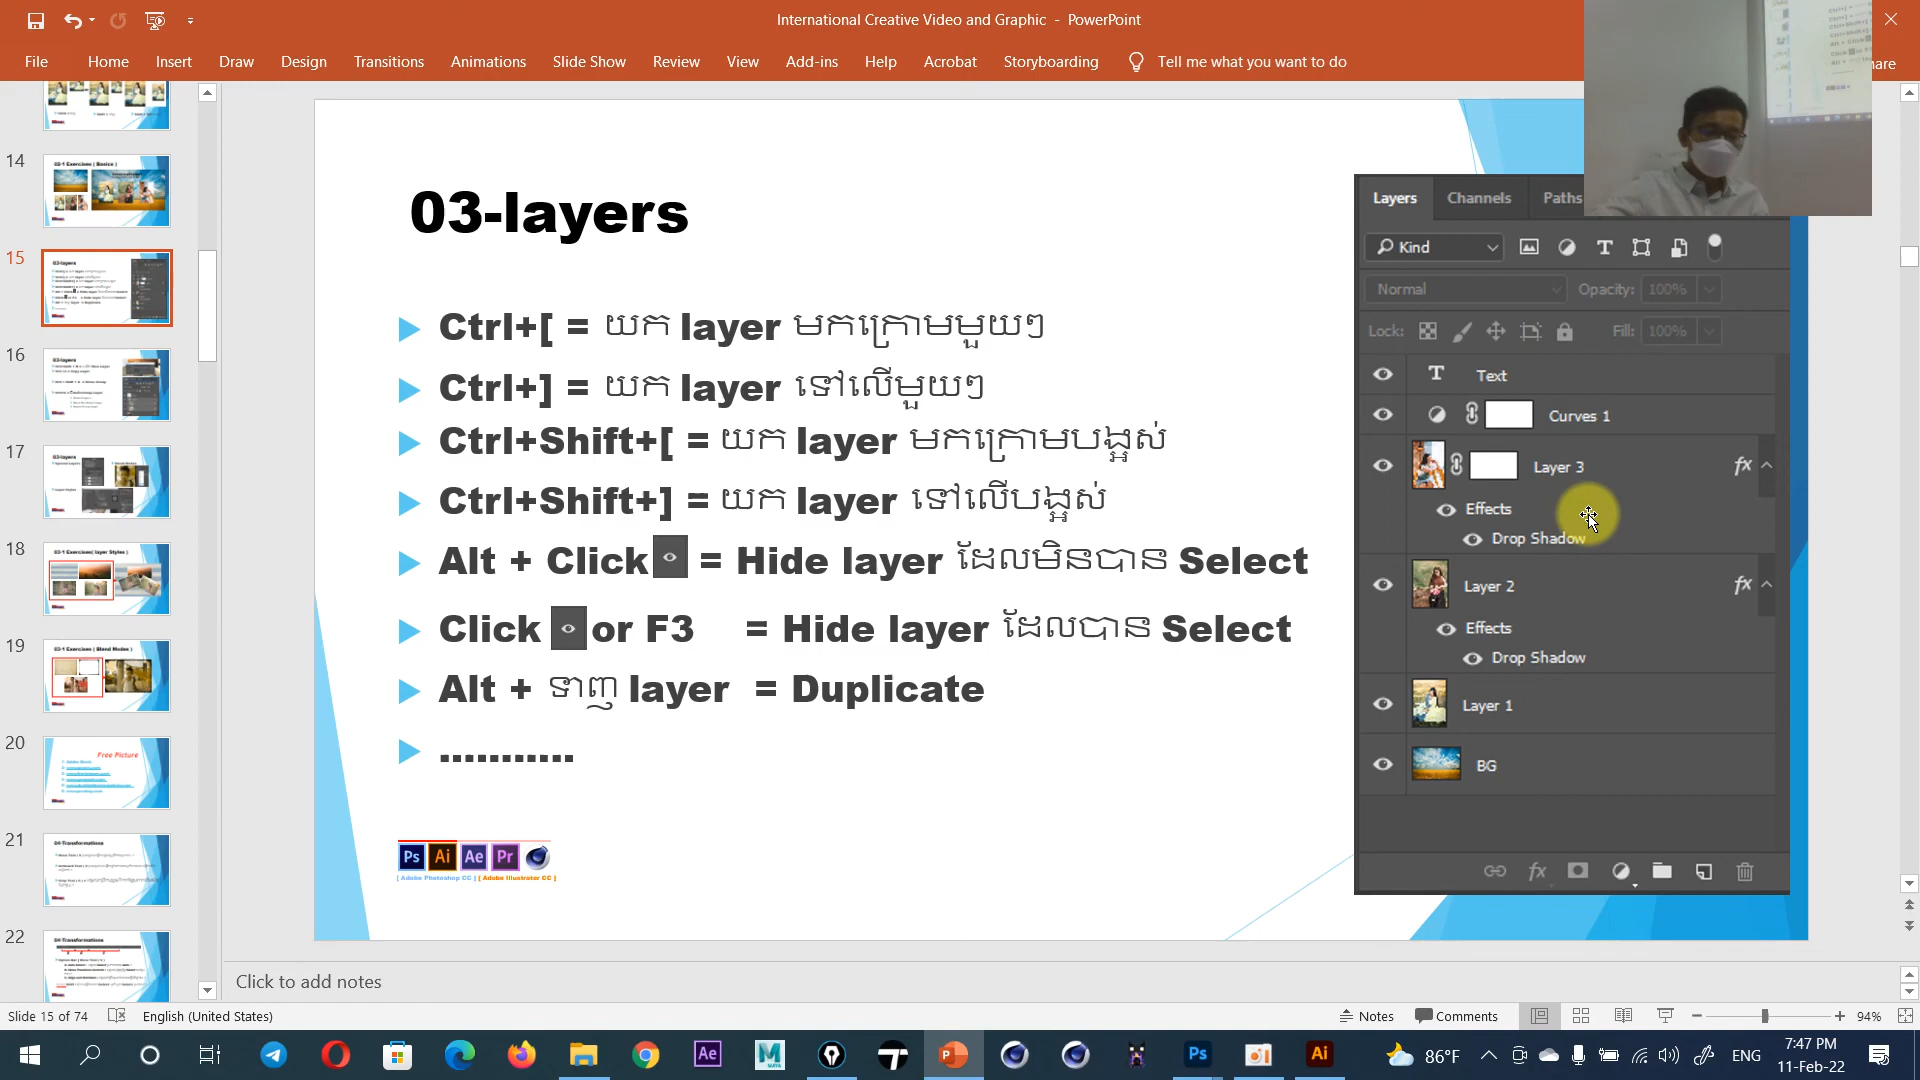 International Creative Video and Graphic - PowerPoint
File Home Insert Draw Design Transitions Animations Slide Show Review View Add-ins Help Acrobat Storyboarding Tell me what you want to do
14
15
16
17
18
19
20
21
22
03-layers
Ctrl+[ = យក layer មកក្រោមមួយៗ
Ctrl+] = យក layer ទៅលើមួយៗ
Ctrl+Shift+[ = យក layer មកក្រោមបង្អស់
Ctrl+Shift+] = យក layer ទៅលើបង្អស់
Alt + Click = Hide layer ដែលមិនបាន Select
Click or F3 = Hide layer ដែលបាន Select
Alt + ទាញ layer = Duplicate
...........
Ps Ai Ae Pr
[ Adobe Photoshop CC ] [ Adobe Illustrator CC ]
Layers Channels Paths
Kind
Normal Opacity: 100%
Lock: Fill: 100%
T Text
Curves 1
Layer 3 fx
Effects
Drop Shadow
Layer 2 fx
Effects
Drop Shadow
Layer 1
BG
fx
Click to add notes
Slide 15 of 74 English (United States) Notes Comments 94%
Ae Ps Ai 86°F ENG 7:47 PM
11-Feb-22